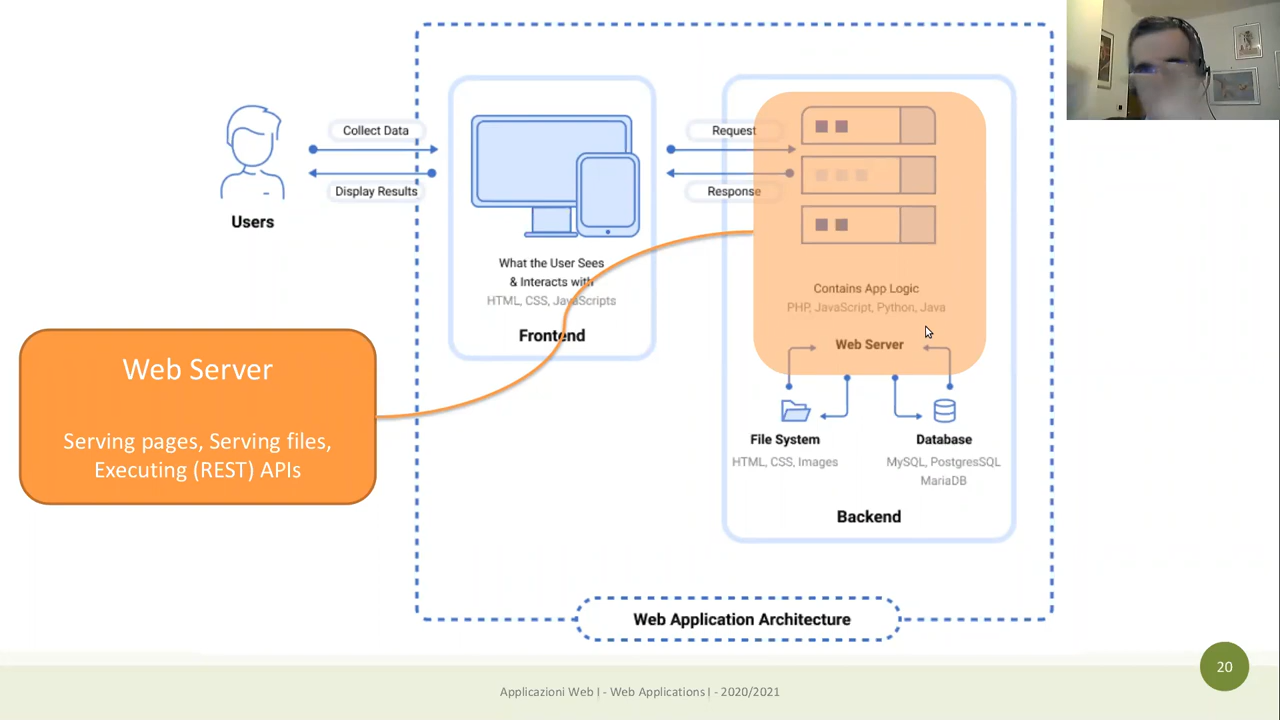 Collect Data
Display Results
Users
Request
Response
What the User Sees
& Interacts with
HTML, CSS, JavaScripts
Frontend
Contains App Logic
PHP, JavaScript, Python, Java
Web Server
File System
HTML, CSS, Images
Database
MySQL, PostgresSQL
MariaDB
Backend
Web Server
Serving pages, Serving files,
Executing (REST) APIs
Web Application Architecture
Applicazioni Web I - Web Applications I - 2020/2021
20